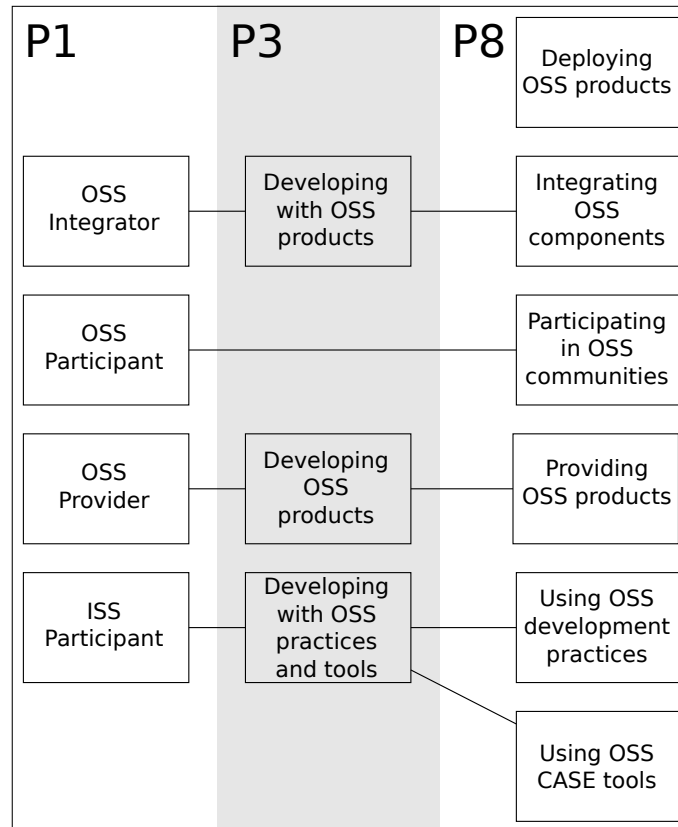 P1
P3
P8
Deploying
OSS products
OSS
Integrator
Developing
with OSS
products
Integrating
OSS
components
OSS
Participant
Participating
in OSS
communities
OSS
Provider
Developing
OSS
products
Providing
OSS products
ISS
Participant
Developing
with OSS
practices
and tools
Using OSS
development
practices
Using OSS
CASE tools